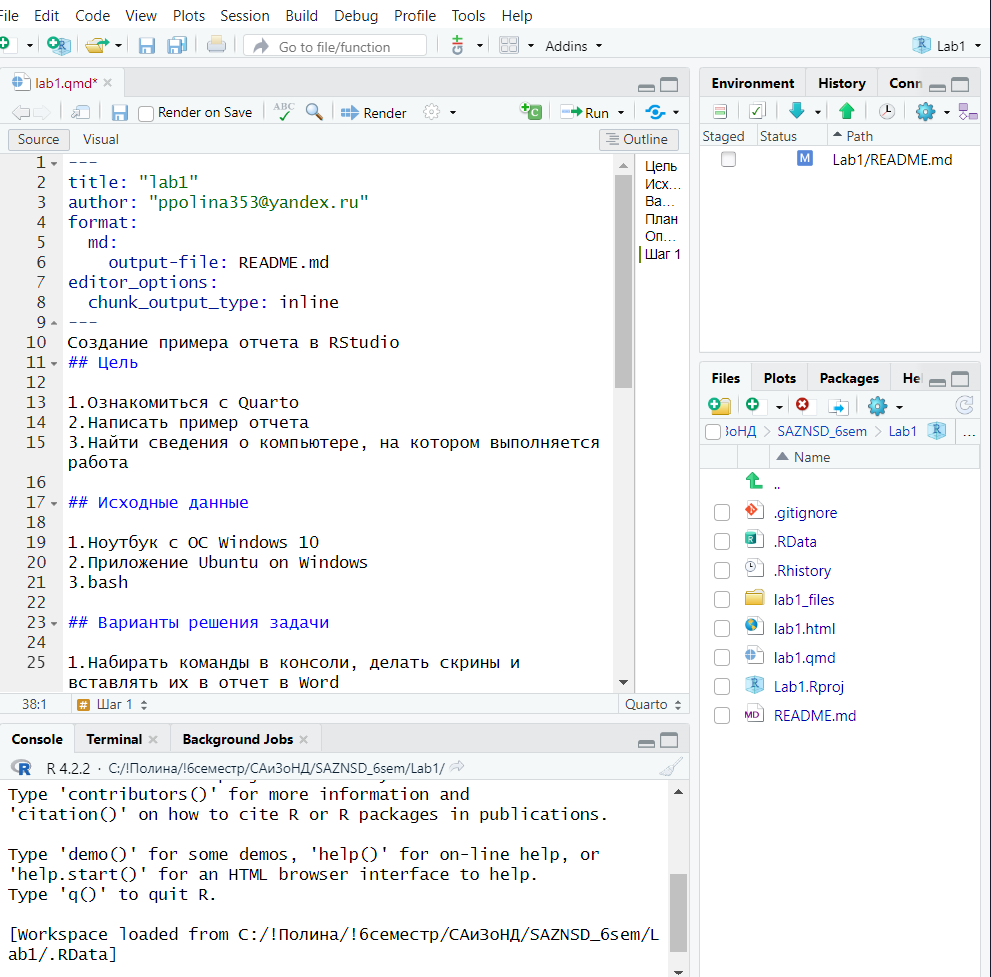 File Edit Code View Plots Session Build Debug Profile Tools Help
Go to file/function Addins Lab1
lab1.qmd*
Render on Save ABC Render Run
Source Visual Outline
1 ---
2 title: "lab1"
3 author: "ppolina353@yandex.ru"
4 format:
5 md:
6 output-file: README.md
7 editor_options:
8 chunk_output_type: inline
9 ---
10 Создание примера отчета в RStudio
11 ## Цель
12
13 1.Ознакомиться с Quarto
14 2.Написать пример отчета
15 3.Найти сведения о компьютере, на котором выполняется
работа
16
17 ## Исходные данные
18
19 1.Ноутбук с ОС Windows 10
20 2.Приложение Ubuntu on Windows
21 3.bash
22
23 ## Варианты решения задачи
24
25 1.Набирать команды в консоли, делать скрины и
вставлять их в отчет в Word
Цель
Исх...
Ва...
План
Оп...
Шаг 1
38:1 # Шаг 1 Quarto
Console Terminal Background Jobs
R 4.2.2 · C:/!Полина/!6семестр/САиЗоНД/SAZNSD_6sem/Lab1/
Type 'contributors()' for more information and
'citation()' on how to cite R or R packages in publications.
Type 'demo()' for some demos, 'help()' for on-line help, or
'help.start()' for an HTML browser interface to help.
Type 'q()' to quit R.
[Workspace loaded from C:/!Полина/!6семестр/САиЗоНД/SAZNSD_6sem/L
ab1/.RData]
Environment History Conn
Staged Status Path
M Lab1/README.md
Files Plots Packages Hel
ЗоНД SAZNSD_6sem Lab1 ...
Name
..
.gitignore
.RData
.Rhistory
lab1_files
lab1.html
lab1.qmd
Lab1.Rproj
MD README.md